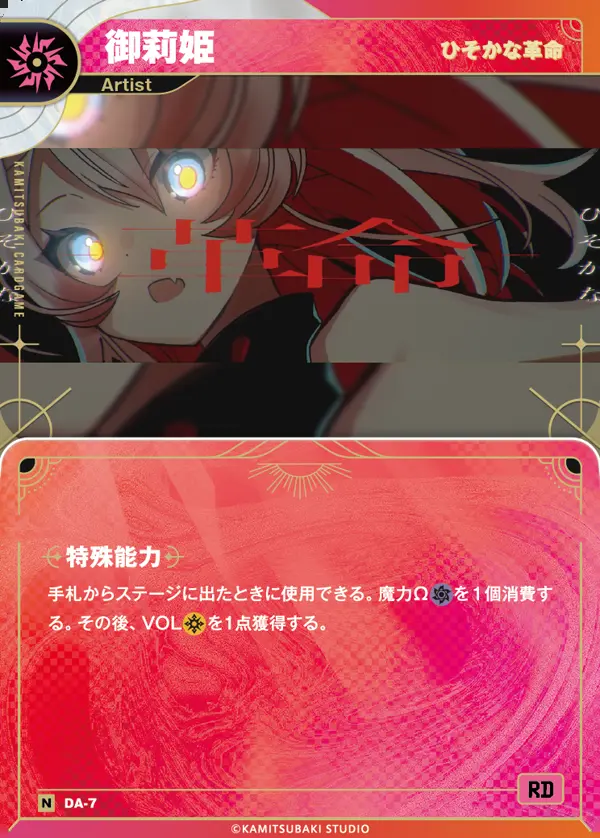 御莉姫
ひそかな革命
Artist
KAMITSUBAKI CARDGAME
ひそかな
革命
ひそかな
特殊能力
手札からステージに出たときに使用できる。魔力Ωを1個消費す
る。その後、VOLを1点獲得する。
N DA-7
RD
©KAMITSUBAKI STUDIO